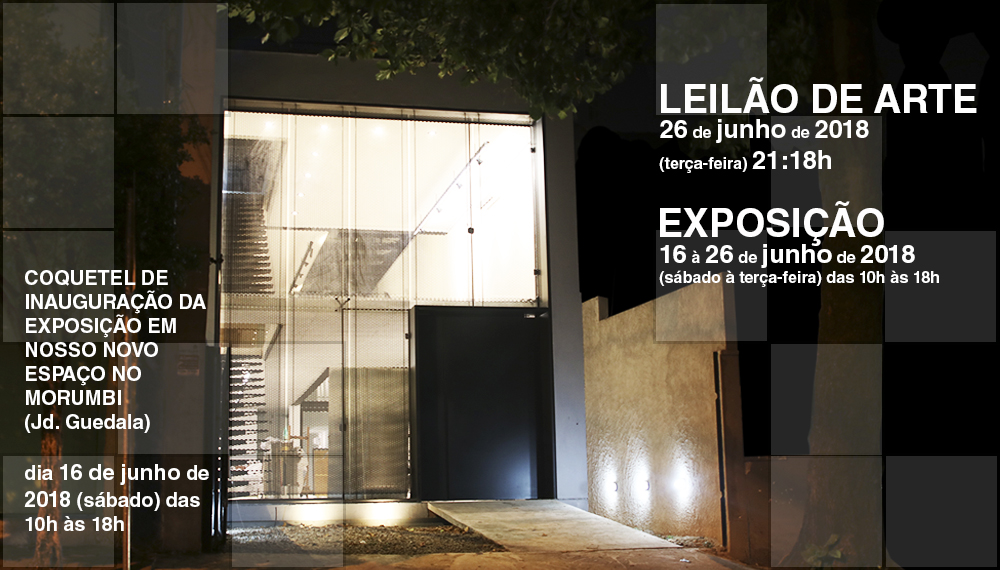 LEILÃO DE ARTE
26 de junho de 2018
(terça-feira) 21:18h
EXPOSIÇÃO
16 à 26 de junho de 2018
(sábado à terça-feira) das 10h às 18h
COQUETEL DE
INAUGURAÇÃO DA
EXPOSIÇÃO EM
NOSSO NOVO
ESPAÇO NO
MORUMBI
(Jd. Guedala)
dia 16 de junho de
2018 (sábado) das
10h às 18h